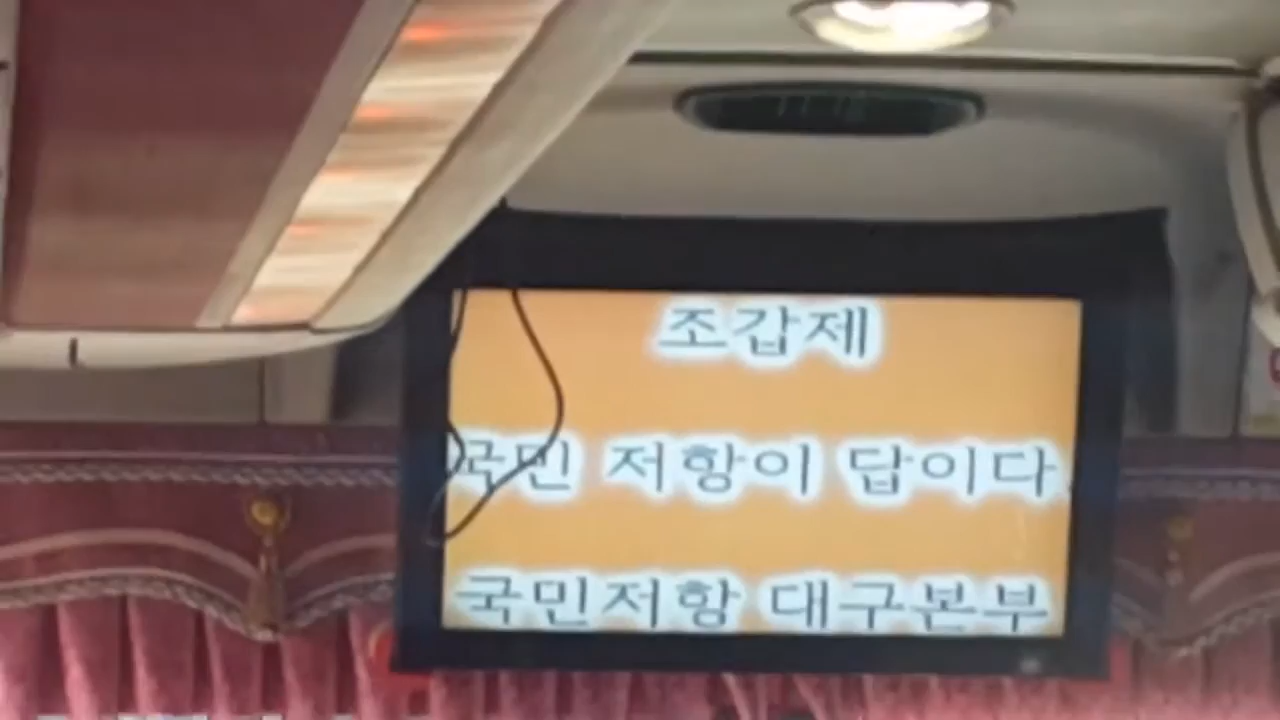 조갑제
국민 저항이 답이다
국민저항 대구본부